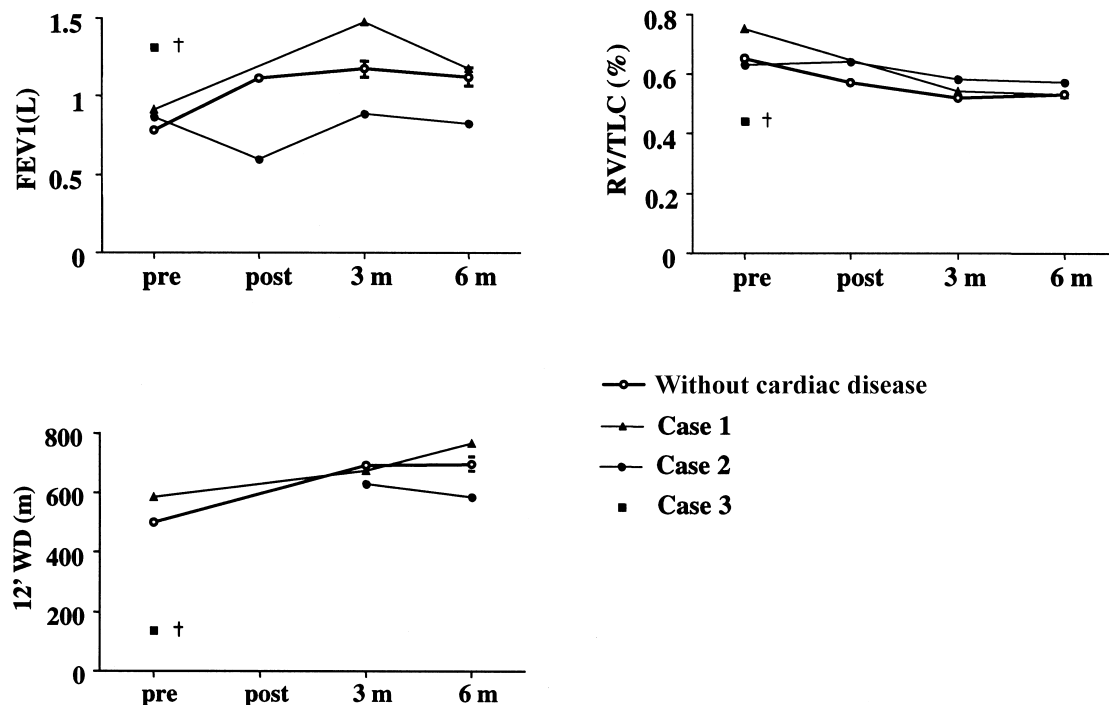 FEV1(L)
1.5
1
0.5
0
†
pre post 3 m 6 m
RV/TLC (%)
0.8
0.6
0.4
0.2
0
†
pre post 3 m 6 m
12' WD (m)
800
600
400
200
0
†
pre post 3 m 6 m
Without cardiac disease
Case 1
Case 2
Case 3